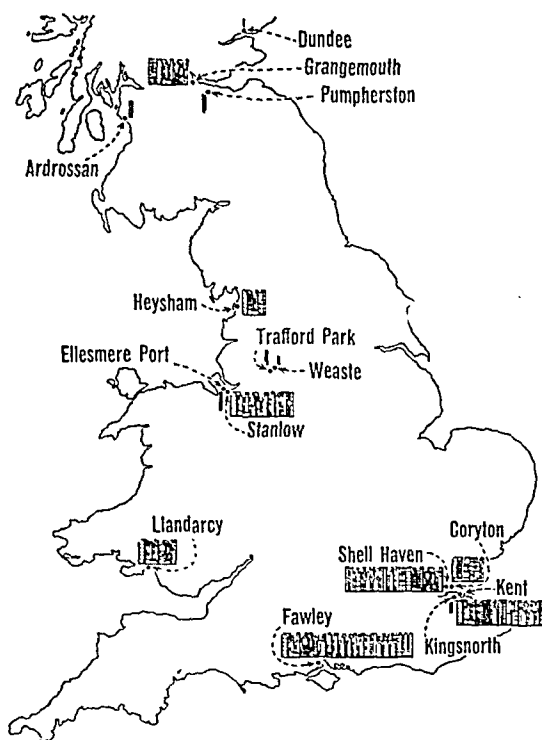 Dundee
Grangemouth
Pumpherston
Ardrossan
Heysham
Trafford Park
Ellesmere Port
Weaste
Stanlow
Llandarcy
Coryton
Shell Haven
Kent
Fawley
Kingsnorth